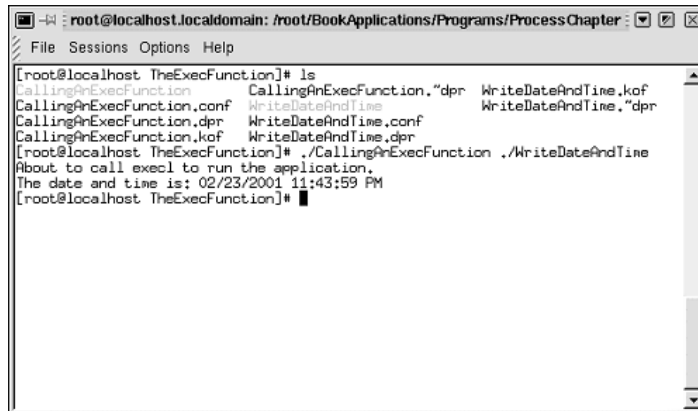 root@localhost.localdomain: /root/BookApplications/Programs/ProcessChapter
File Sessions Options Help
[root@localhost TheExecFunction]# ls
CallingAnExecFunction CallingAnExecFunction.~dpr WriteDateAndTime.kof
CallingAnExecFunction.conf WriteDateAndTime WriteDateAndTime.~dpr
CallingAnExecFunction.dpr WriteDateAndTime.conf
CallingAnExecFunction.kof WriteDateAndTime.dpr
[root@localhost TheExecFunction]# ./CallingAnExecFunction ./WriteDateAndTime
About to call execl to run the application.
The date and time is: 02/23/2001 11:43:59 PM
[root@localhost TheExecFunction]#